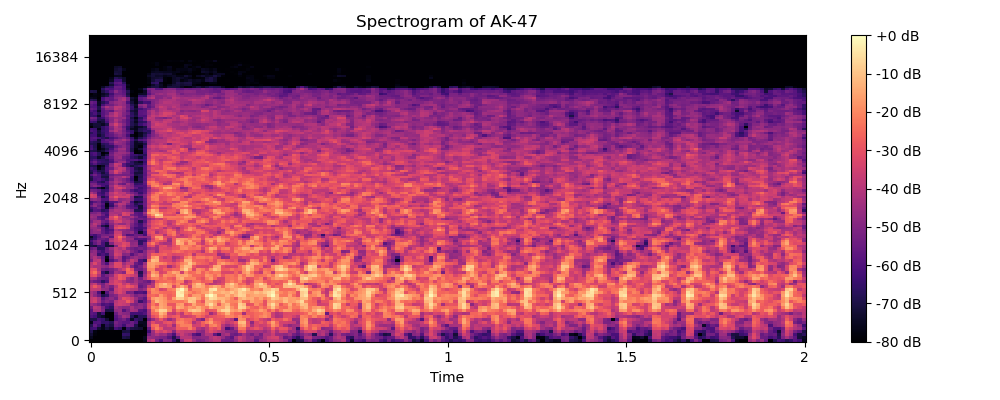 Spectrogram of AK-47
Hz
16384
8192
4096
2048
1024
512
0
0
0.5
1
1.5
2
Time
+0 dB
-10 dB
-20 dB
-30 dB
-40 dB
-50 dB
-60 dB
-70 dB
-80 dB